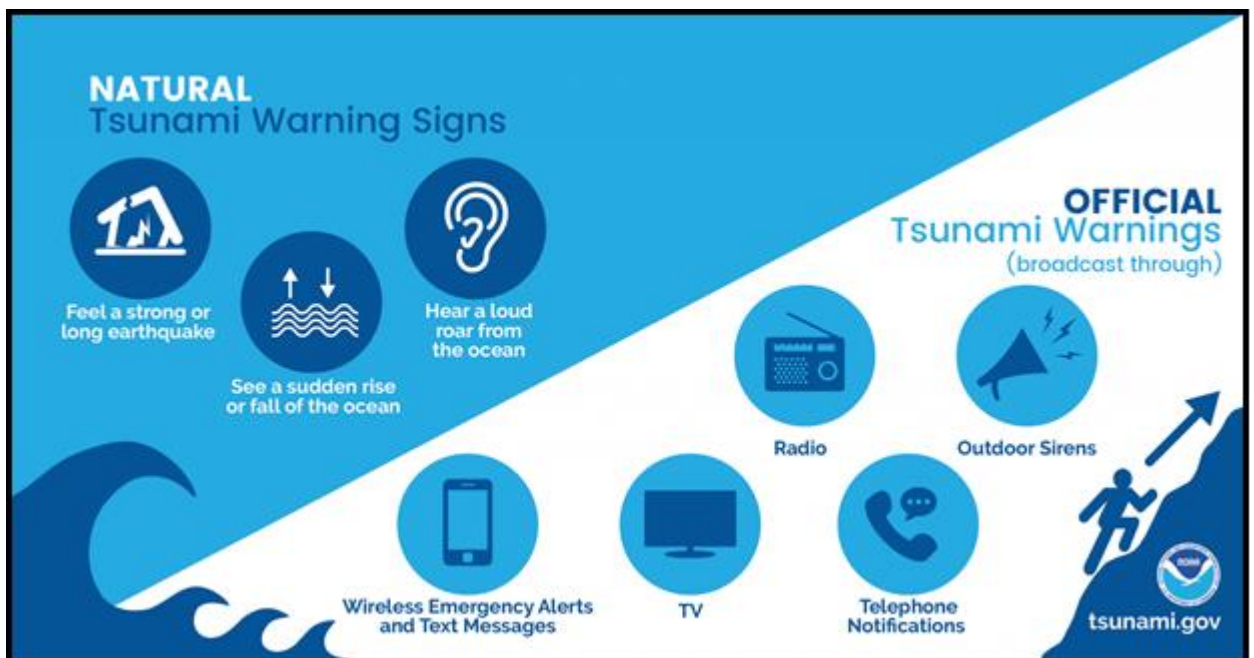 NATURAL
Tsunami Warning Signs
Feel a strong or
long earthquake
See a sudden rise
or fall of the ocean
Hear a loud
roar from
the ocean
OFFICIAL
Tsunami Warnings
(broadcast through)
Radio
Outdoor Sirens
Wireless Emergency Alerts
and Text Messages
TV
Telephone
Notifications
noaa
tsunami.gov